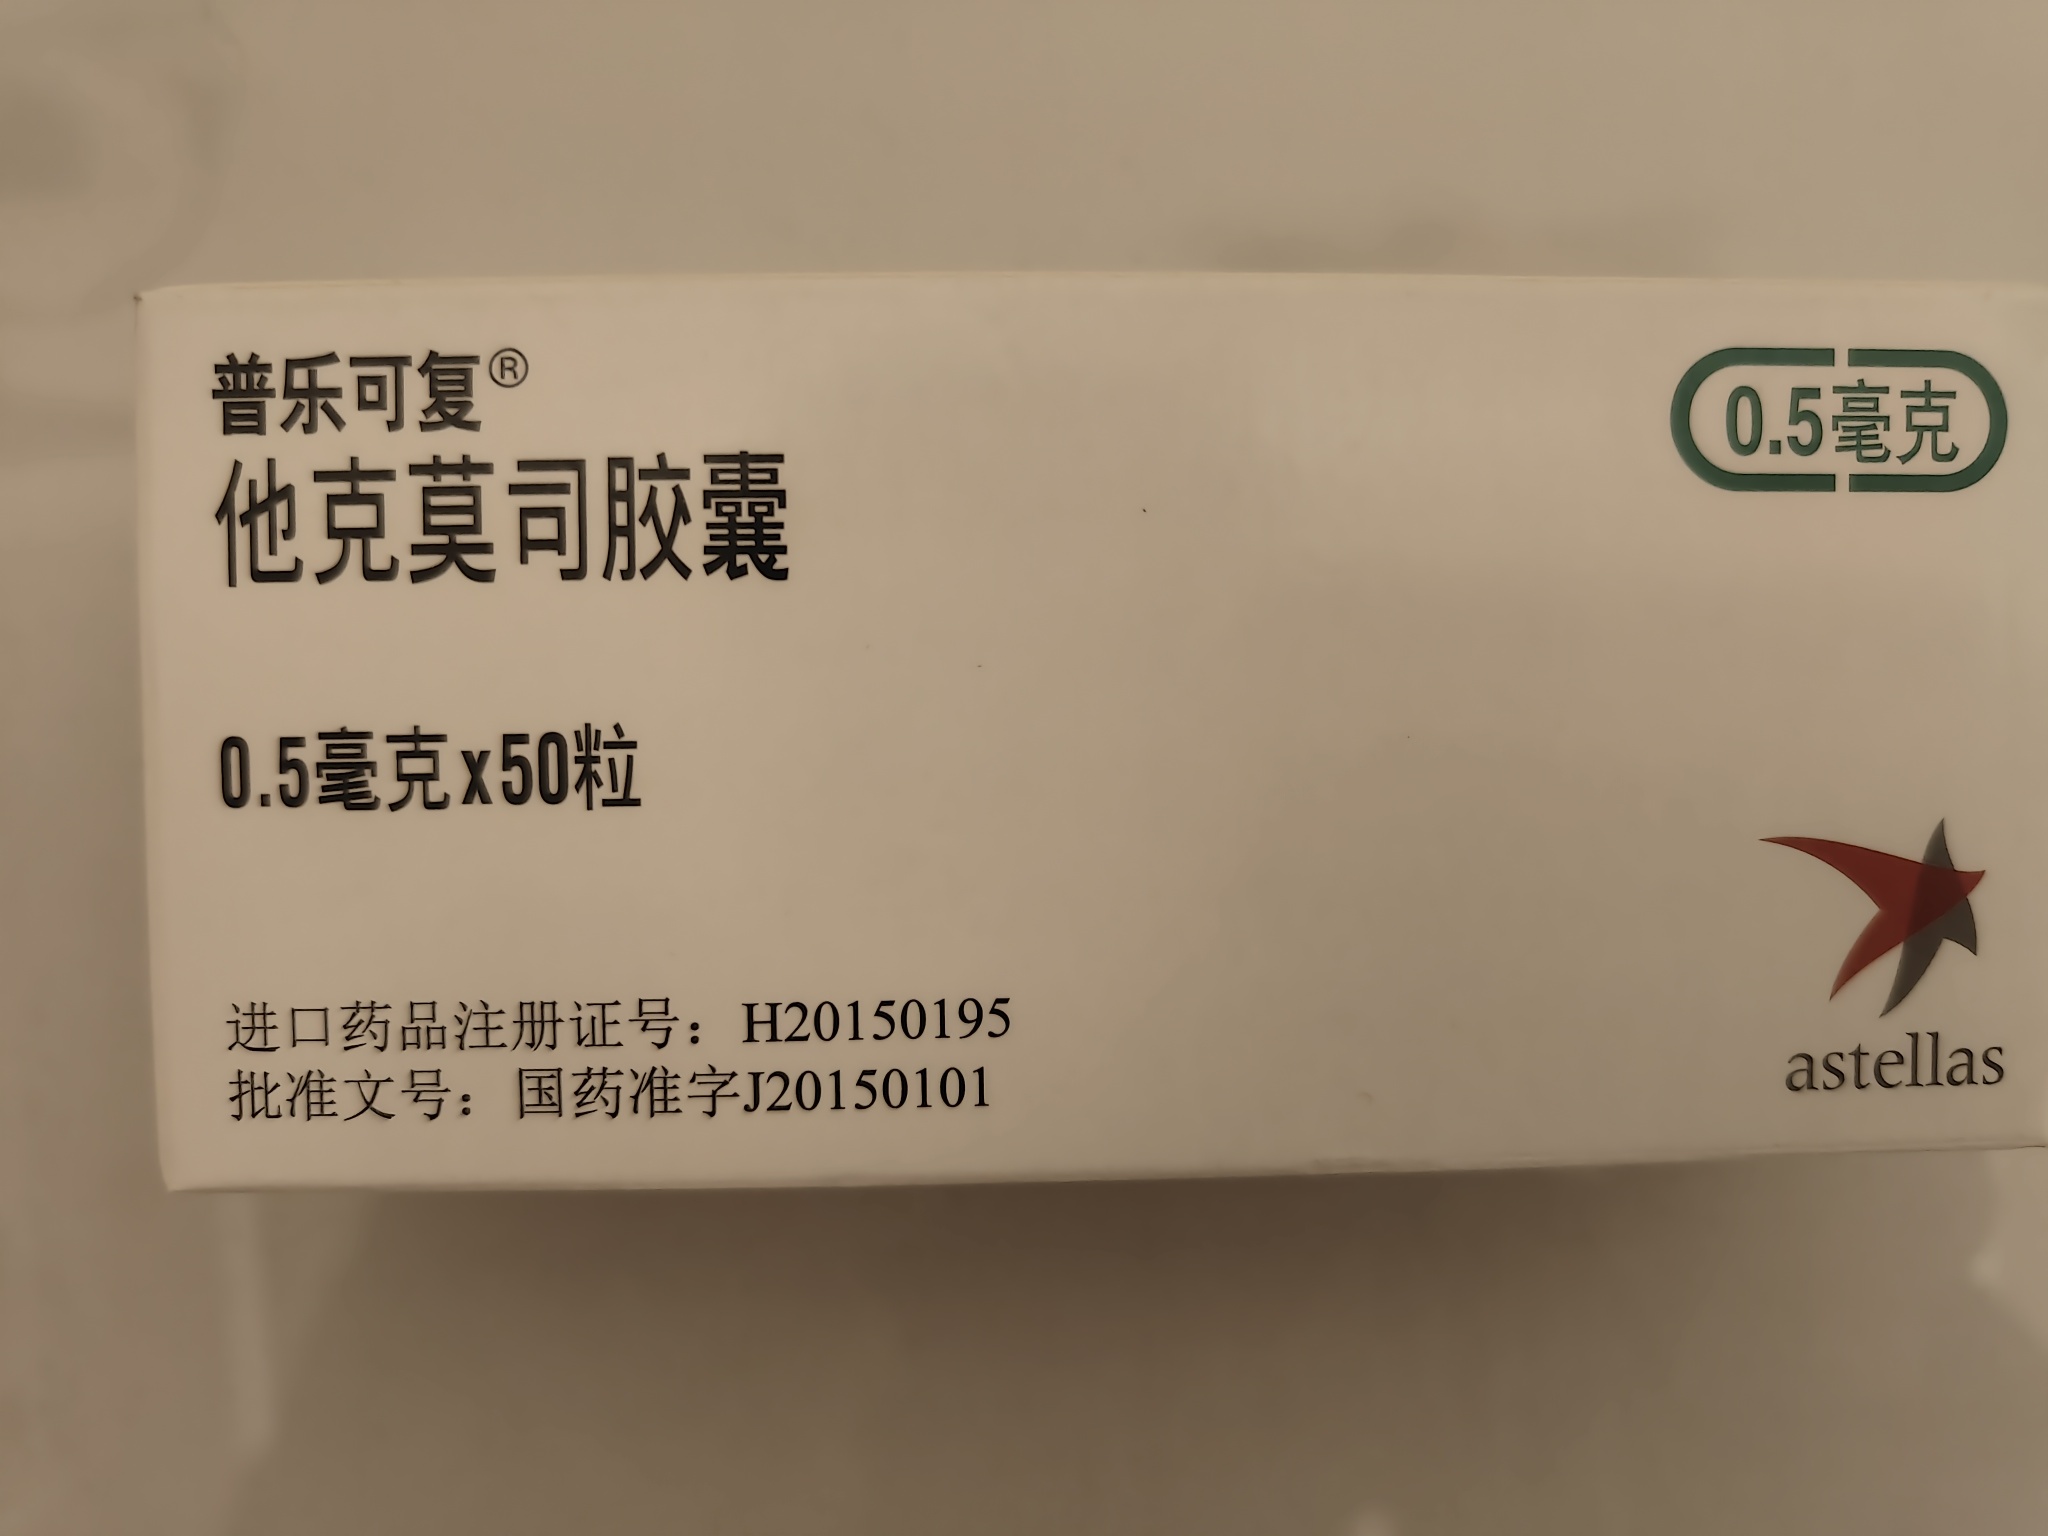 普乐可复®
他克莫司胶囊
0.5毫克
0.5毫克x50粒
进口药品注册证号：H20150195
批准文号：国药准字J20150101
astellas